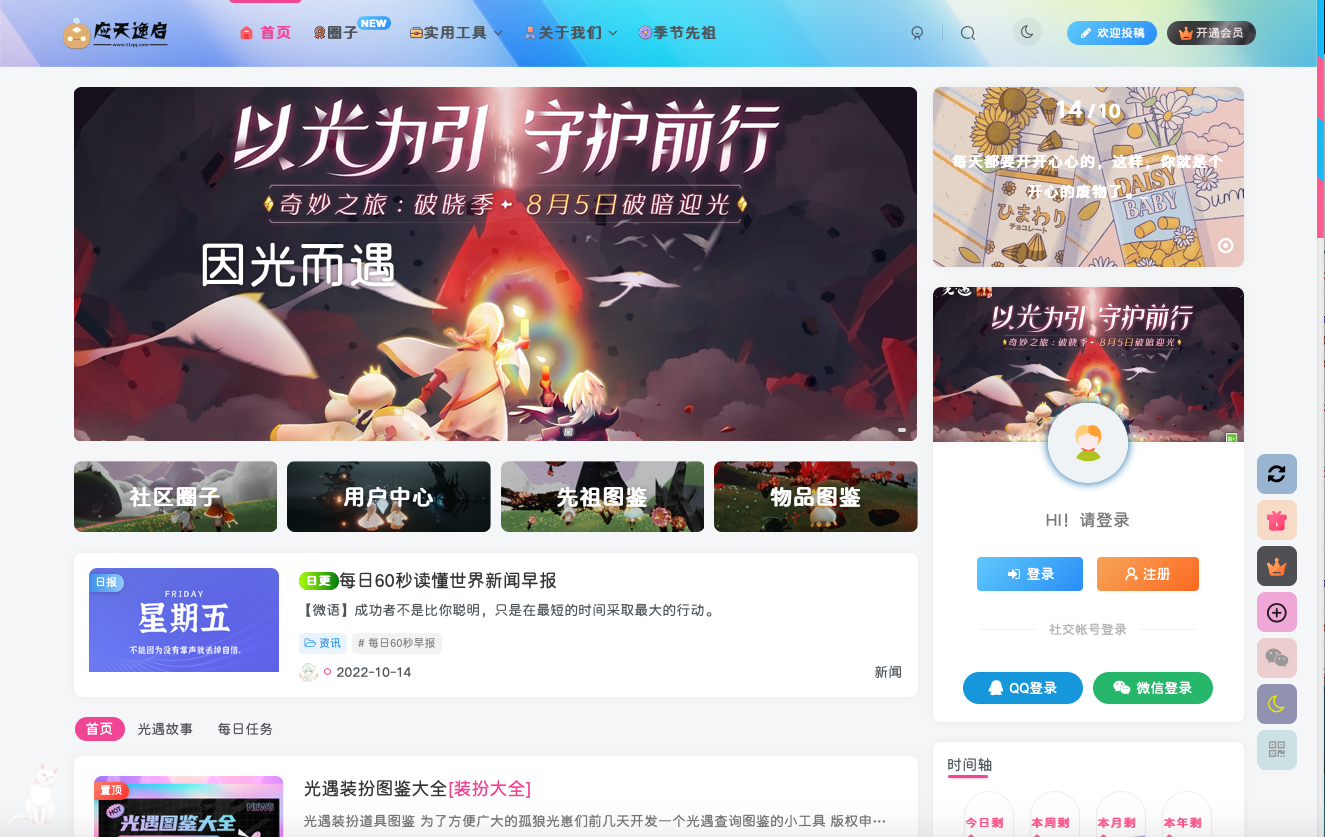 应天逸启
www.41qq.com
首页
圈子
NEW
实用工具
关于我们
季节先祖
欢迎投稿
开通会员
以光为引 守护前行
奇妙之旅：破晓季 8月5日破暗迎光
因光而遇
14 / 10
每天都要开开心心的，这样，你就是个
开心的废物了。
ひまわり
チョコレート
DAISY
BABY
Summ
以光为引 守护前行
奇妙之旅：破晓季 8月5日破暗迎光
HI！请登录
登录
注册
社交帐号登录
QQ登录
微信登录
社区圈子
用户中心
先祖图鉴
物品图鉴
日报
FRIDAY
星期五
不能因为没有掌声就丢掉自信。
日更 每日60秒读懂世界新闻早报
【微语】成功者不是比你聪明，只是在最短的时间采取最大的行动。
资讯
# 每日60秒早报
2022-10-14
新闻
首页
光遇故事
每日任务
置顶
HOT
NEWS
光遇图鉴大全
光遇装扮图鉴大全[装扮大全]
光遇装扮道具图鉴 为了方便广大的孤狼光崽们前几天开发一个光遇查询图鉴的小工具 版权申…
时间轴
今日剩
本周剩
本月剩
本年剩